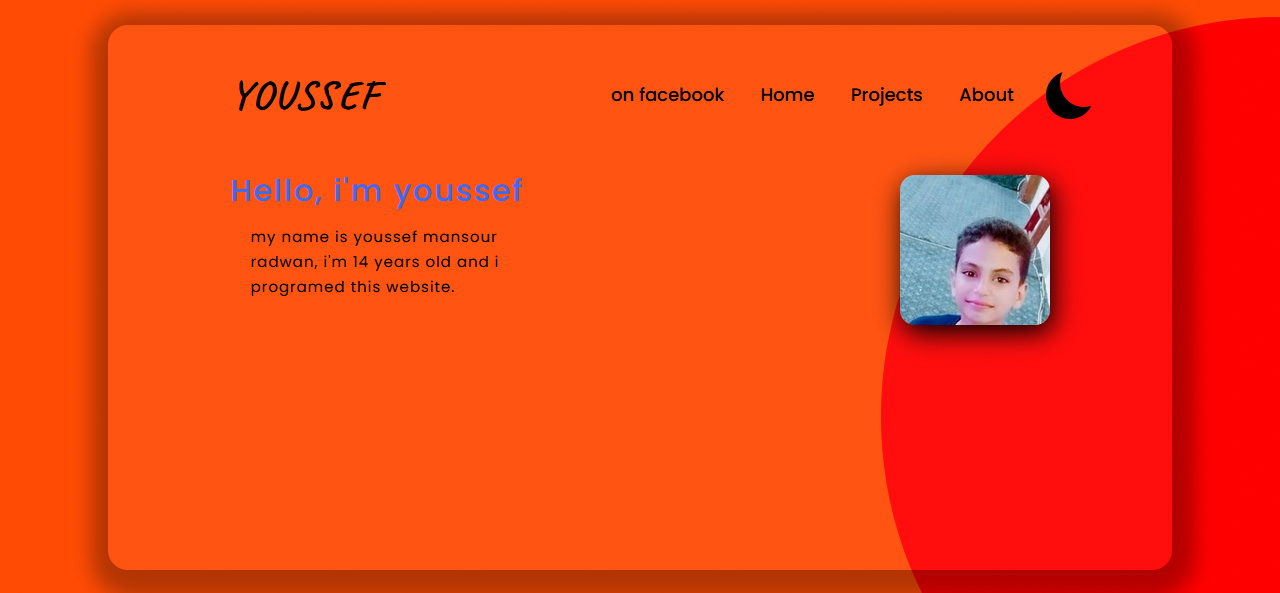 YOUSSEF
on facebook Home Projects About
Hello, i'm youssef
my name is youssef mansour
radwan, i'm 14 years old and i
programed this website.